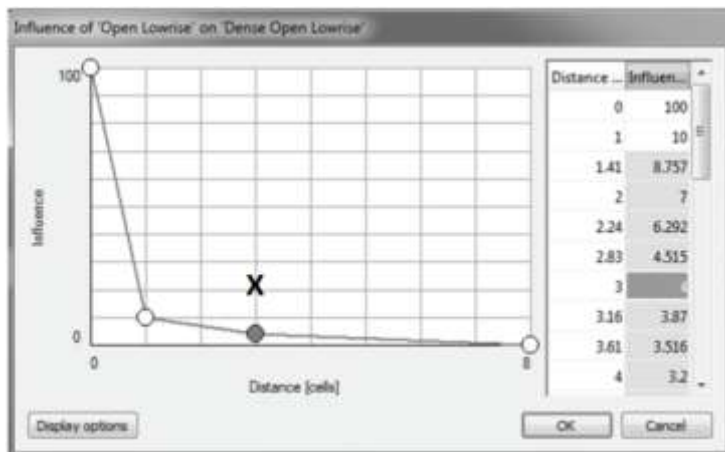 Influence of 'Open Lowrise' on 'Dense Open Lowrise'
100
Influence
0
X
0
8
Distance [cells]
Distance ... Influen...
0 100
1 10
1.41 8.757
2 7
2.24 6.292
2.83 4.515
3
3.16 3.87
3.61 3.516
4 3.2
Display options
OK
Cancel